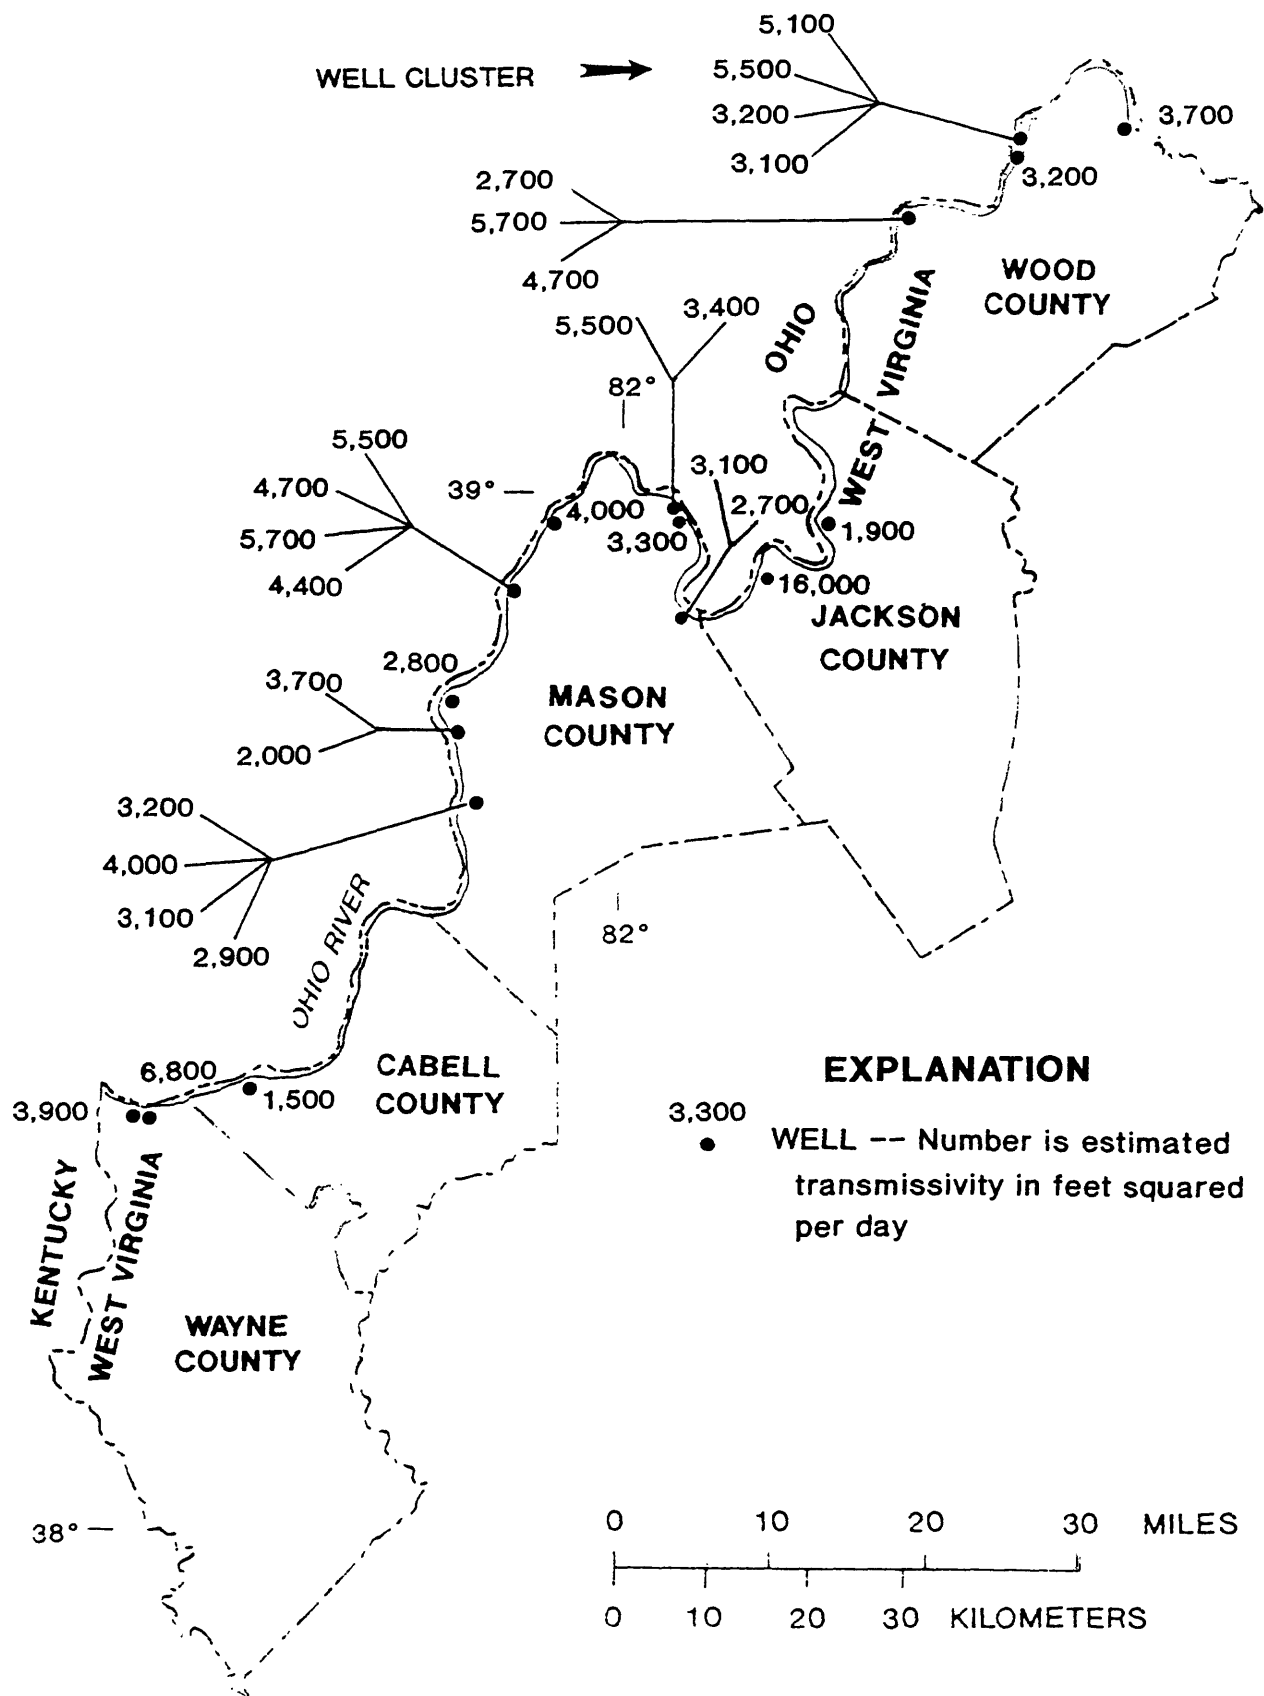 5,100
WELL CLUSTER
5,500
3,200
3,100
3,700
3,200
2,700
5,700
4,700
WOOD
COUNTY
5,500
3,400
OHIO
WEST VIRGINIA
82°
5,500
4,700
5,700
4,400
39°
4,000
3,300
3,100
2,700
1,900
16,000
JACKSON
COUNTY
2,800
3,700
2,000
MASON
COUNTY
3,200
4,000
3,100
2,900
OHIO RIVER
82°
6,800
3,900
1,500
CABELL
COUNTY
KENTUCKY
WEST VIRGINIA
WAYNE
COUNTY
38°
EXPLANATION
3,300
WELL -- Number is estimated
transmissivity in feet squared
per day
0 10 20 30 MILES
0 10 20 30 KILOMETERS